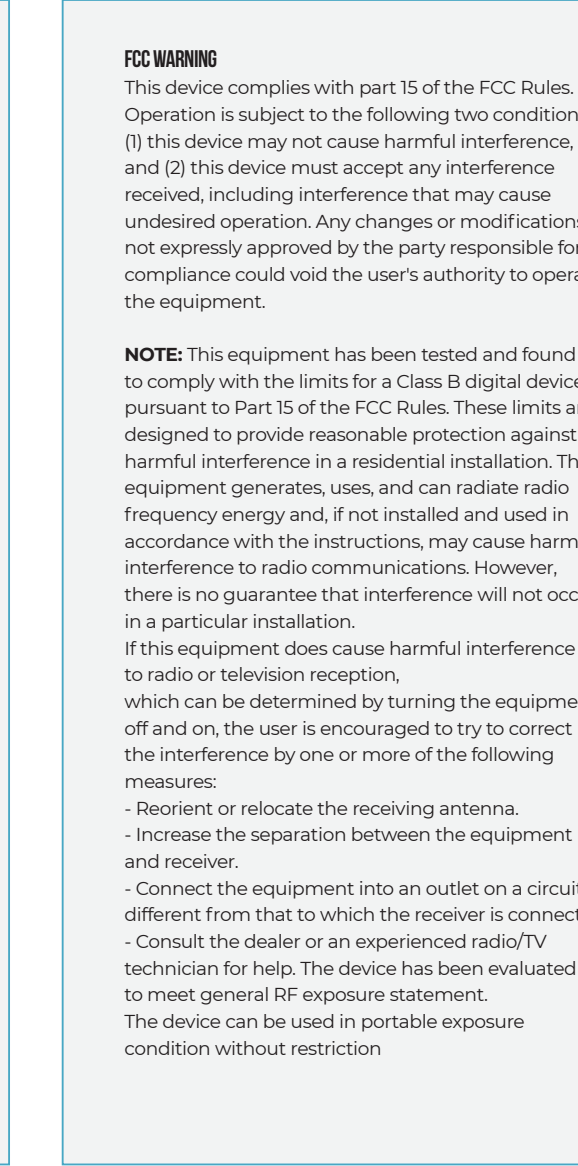 FCC WARNING
This device complies with part 15 of the FCC Rules.
Operation is subject to the following two condition
(1) this device may not cause harmful interference,
and (2) this device must accept any interference
received, including interference that may cause
undesired operation. Any changes or modifications
not expressly approved by the party responsible for
compliance could void the user's authority to opera
the equipment.

NOTE: This equipment has been tested and found
to comply with the limits for a Class B digital device
pursuant to Part 15 of the FCC Rules. These limits a
designed to provide reasonable protection against
harmful interference in a residential installation. Th
equipment generates, uses, and can radiate radio
frequency energy and, if not installed and used in
accordance with the instructions, may cause harm
interference to radio communications. However,
there is no guarantee that interference will not occ
in a particular installation.
If this equipment does cause harmful interference
to radio or television reception,
which can be determined by turning the equipme
off and on, the user is encouraged to try to correct
the interference by one or more of the following
measures:
- Reorient or relocate the receiving antenna.
- Increase the separation between the equipment
and receiver.
- Connect the equipment into an outlet on a circuit
different from that to which the receiver is connect
- Consult the dealer or an experienced radio/TV
technician for help. The device has been evaluated
to meet general RF exposure statement.
The device can be used in portable exposure
condition without restriction